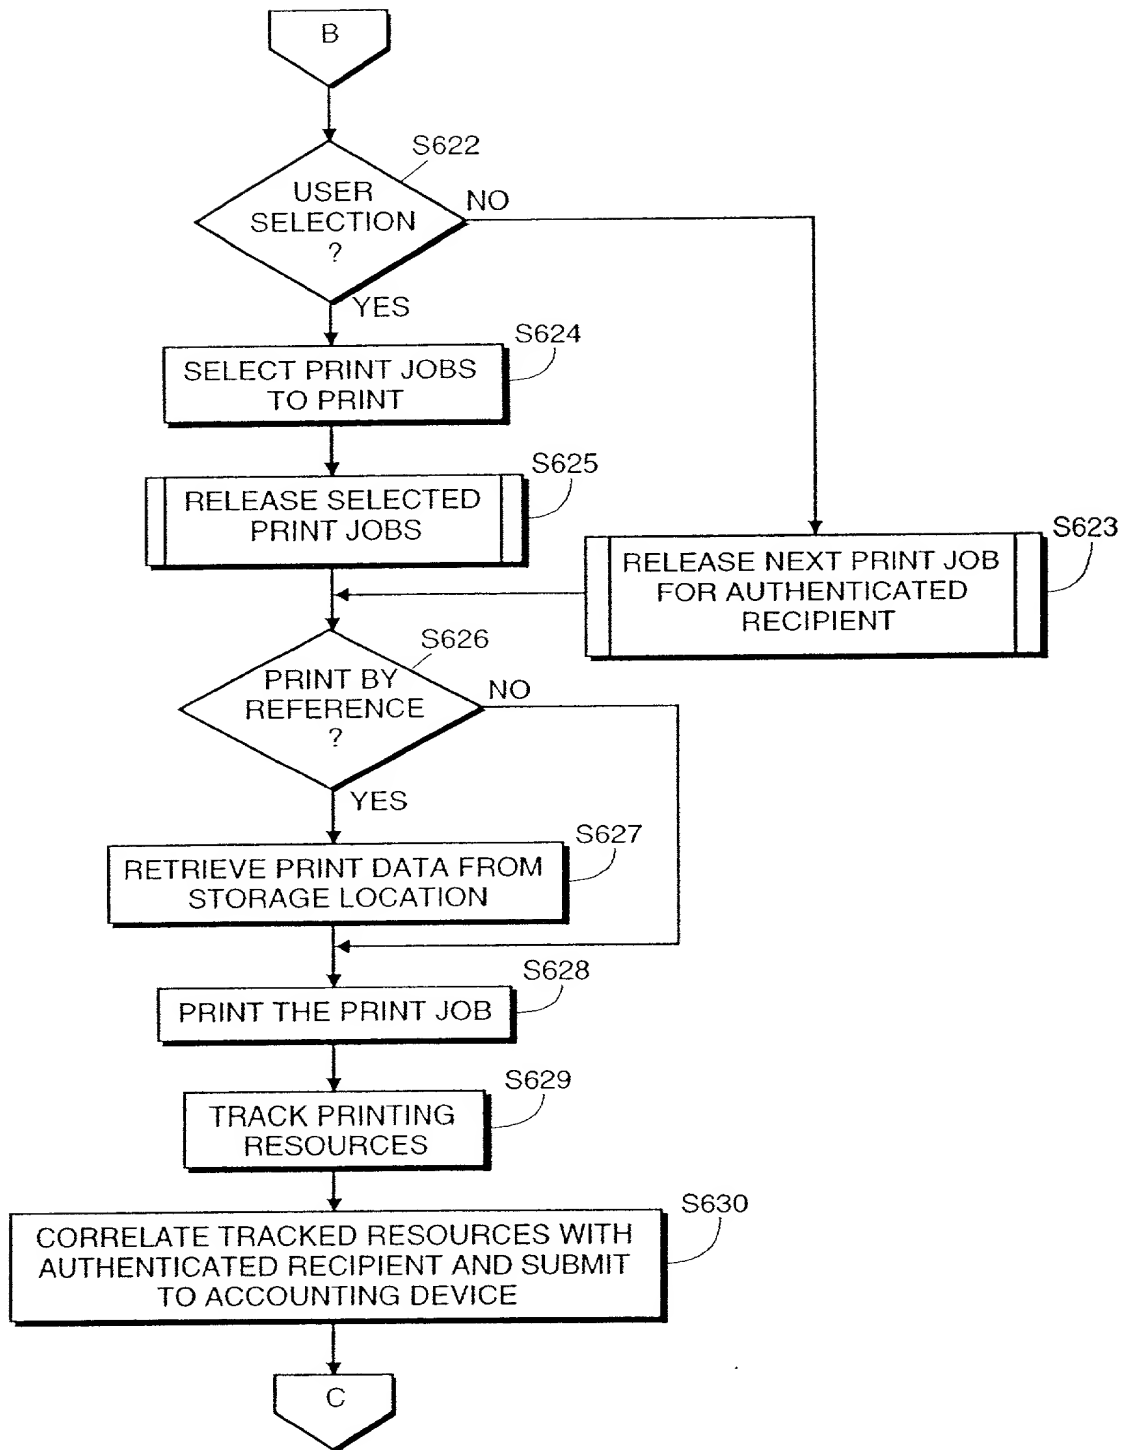 B
S622
USER
SELECTION
?
NO
YES
S624
SELECT PRINT JOBS
TO PRINT
S625
RELEASE SELECTED
PRINT JOBS
S623
RELEASE NEXT PRINT JOB
FOR AUTHENTICATED
RECIPIENT
S626
PRINT BY
REFERENCE
?
NO
YES
S627
RETRIEVE PRINT DATA FROM
STORAGE LOCATION
S628
PRINT THE PRINT JOB
S629
TRACK PRINTING
RESOURCES
S630
CORRELATE TRACKED RESOURCES WITH
AUTHENTICATED RECIPIENT AND SUBMIT
TO ACCOUNTING DEVICE
C